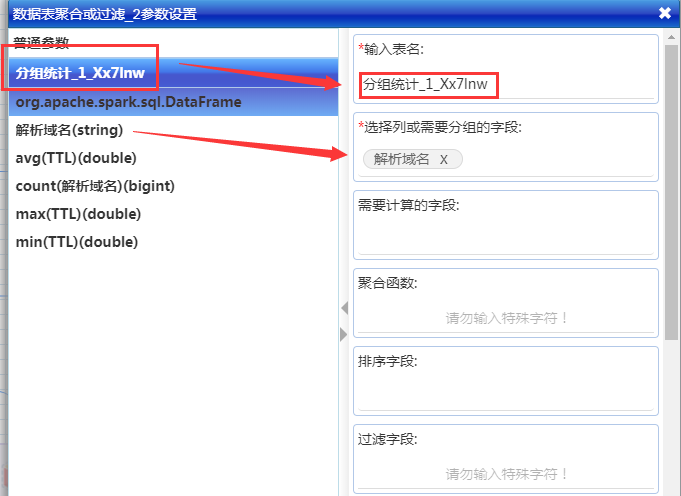 数据表聚合或过滤_2参数设置
普通参数
分组统计_1_Xx7lnw
org.apache.spark.sql.DataFrame
解析域名(string)
avg(TTL)(double)
count(解析域名)(bigint)
max(TTL)(double)
min(TTL)(double)
*输入表名:
分组统计_1_Xx7lnw
*选择列或需要分组的字段:
解析域名 x
需要计算的字段:
聚合函数:
请勿输入特殊字符！
排序字段:
过滤字段:
请勿输入特殊字符！